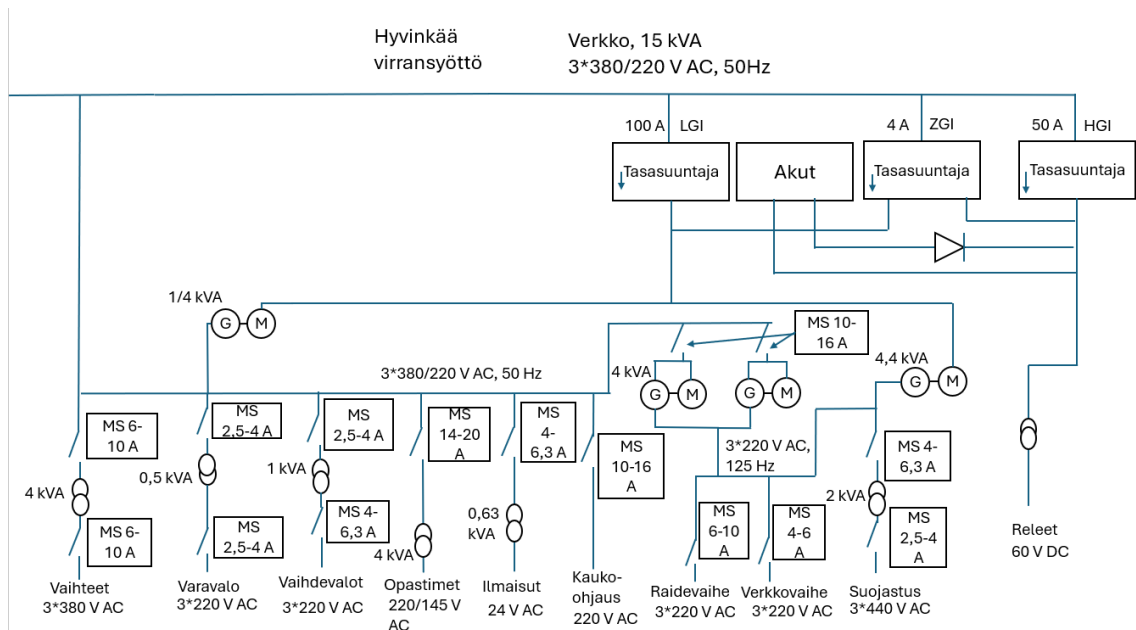 Hyvinkää
virransyöttö
Verkko, 15 kVA
3*380/220 V AC, 50Hz
100 A
LGI
4 A
ZGI
50 A
HGI
Tasasuuntaja
Akut
Tasasuuntaja
Tasasuuntaja
1/4 kVA
G
M
MS 10-
16 A
3*380/220 V AC, 50 Hz
4 kVA
G
M
G
M
4,4 kVA
G
M
MS 6-
10 A
MS
2,5-4 A
MS
2,5-4 A
MS
14-20
A
MS
4-
6,3 A
MS
10-16
A
3*220 V AC,
125 Hz
MS 4-
6,3 A
4 kVA
0,5 kVA
1 kVA
2 kVA
MS 6-
10 A
MS
2,5-4 A
MS 4-
6,3 A
4 kVA
0,63
kVA
MS
6-10
A
MS
4-6
A
MS
2,5-4
A
Vaihteet
3*380 V AC
Varavalo
3*220 V AC
Vaihdevalot
3*220 V AC
Opastimet
220/145 V
AC
Ilmaisut
24 V AC
Kauko-
ohjaus
220 V AC
Raidevaihe
3*220 V AC
Verkkovaihe
3*220 V AC
Suojastus
3*440 V AC
Releet
60 V DC